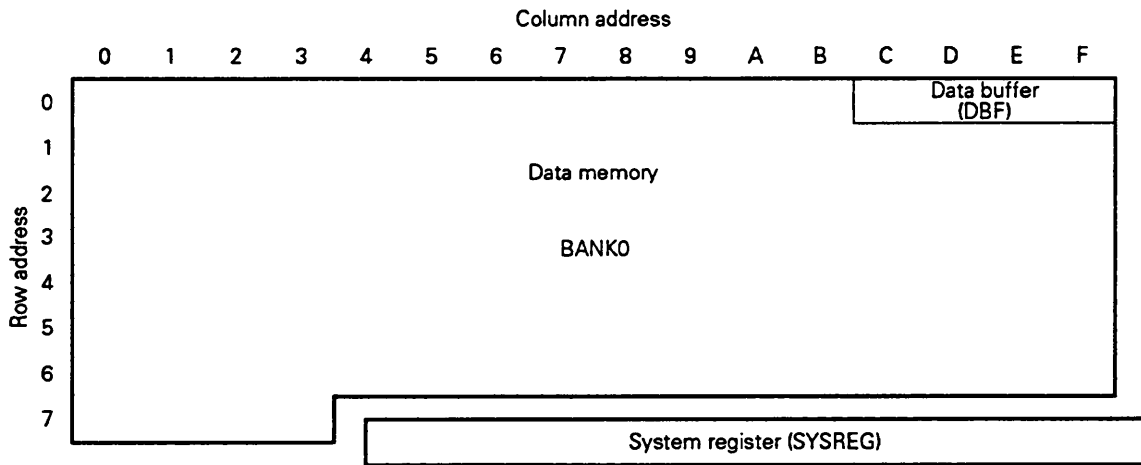 Column address
0 1 2 3 4 5 6 7 8 9 A B C D E F
0
Data buffer
(DBF)
1
Data memory
2
Row address
3
BANK0
4
5
6
7
System register (SYSREG)